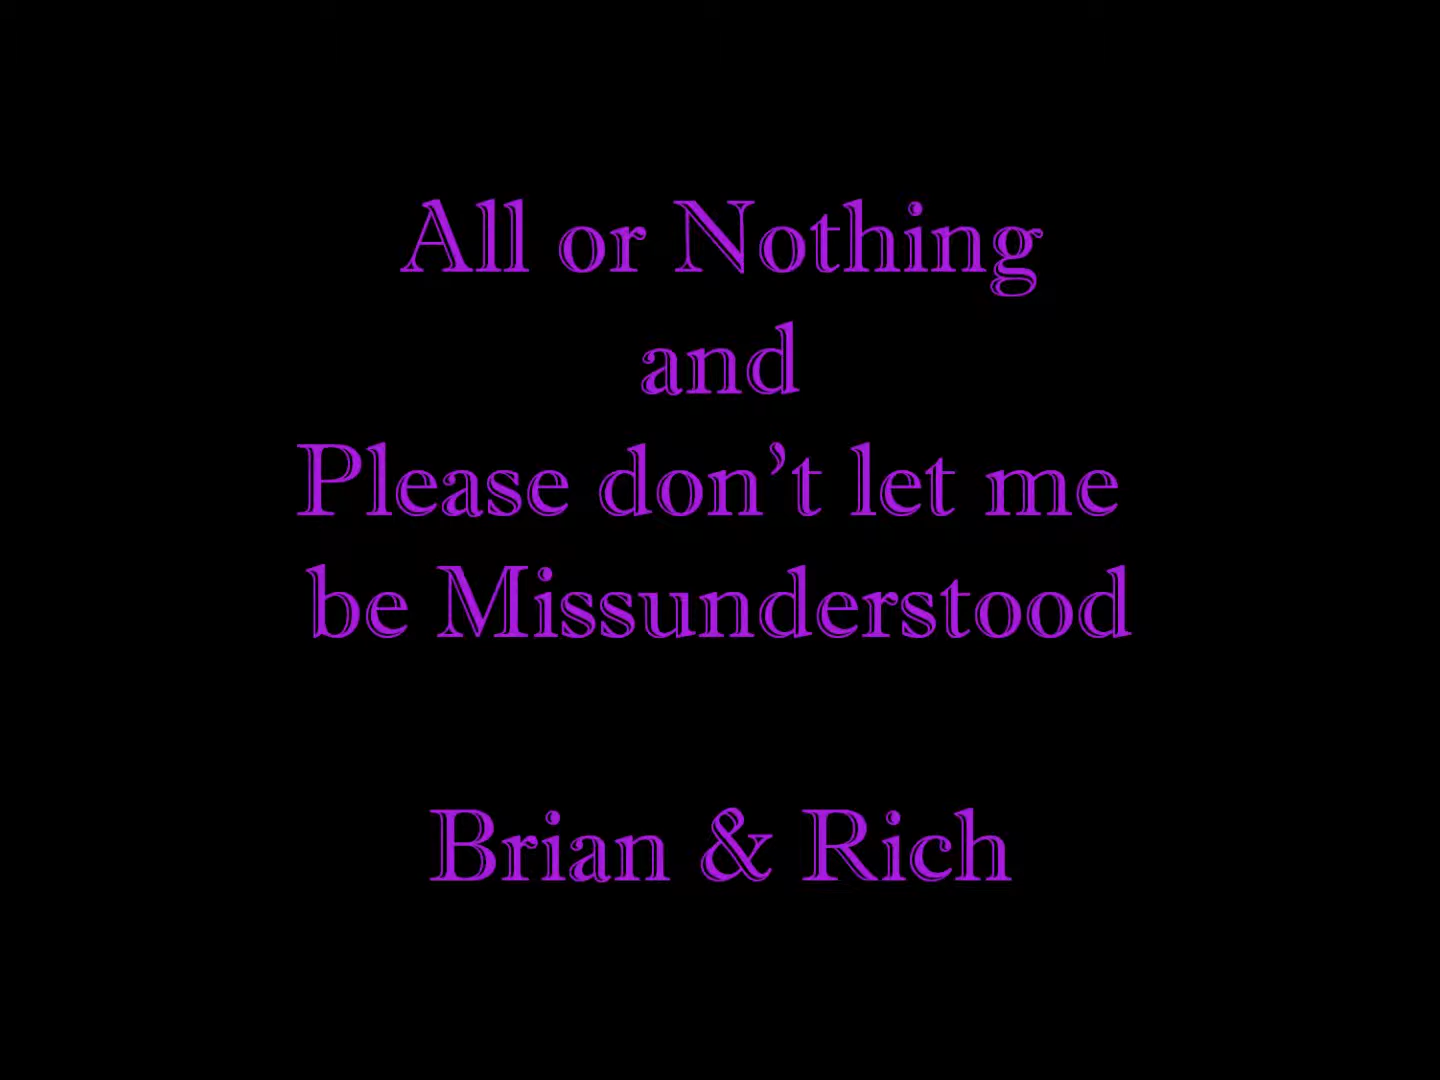 All or Nothing
and
Please don’t let me
be Missunderstood
Brian & Rich